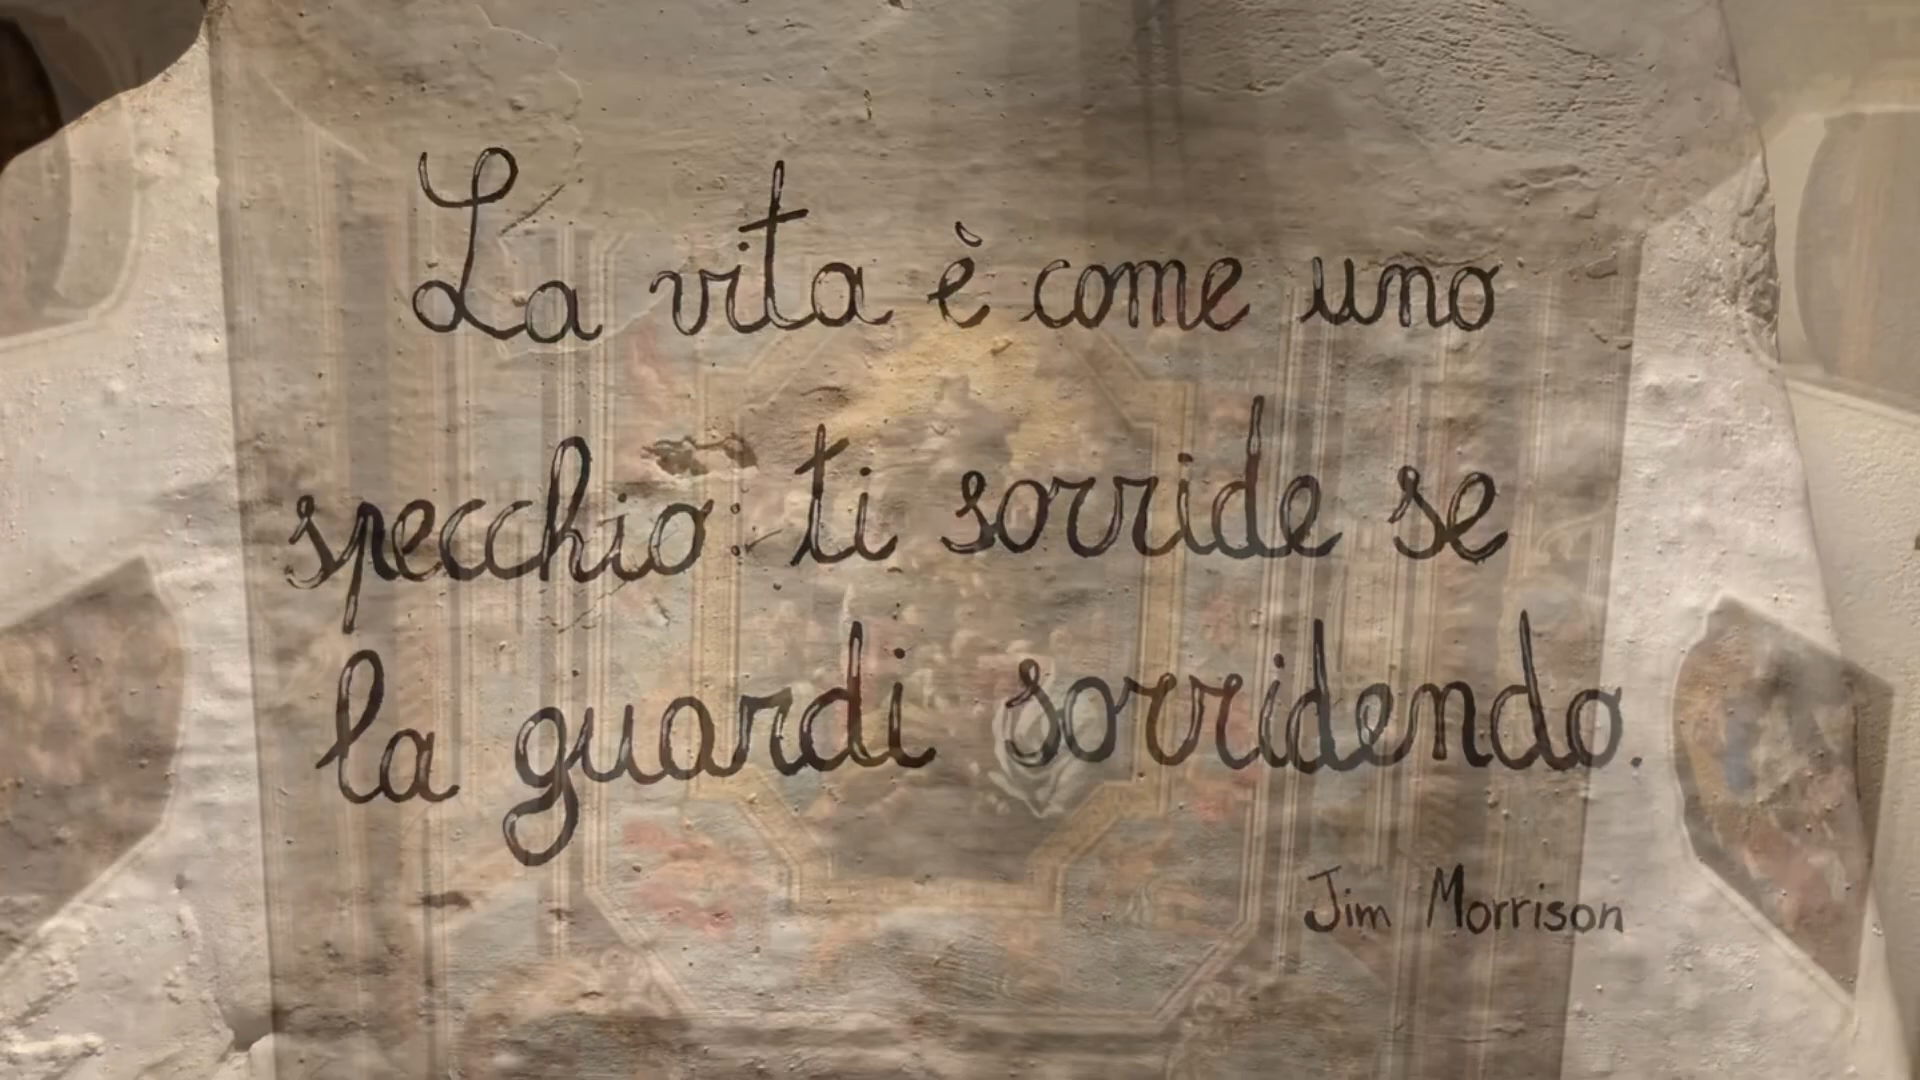 La vita è come uno
specchio: ti sorride se
la guardi sorridendo.
Jim Morrison